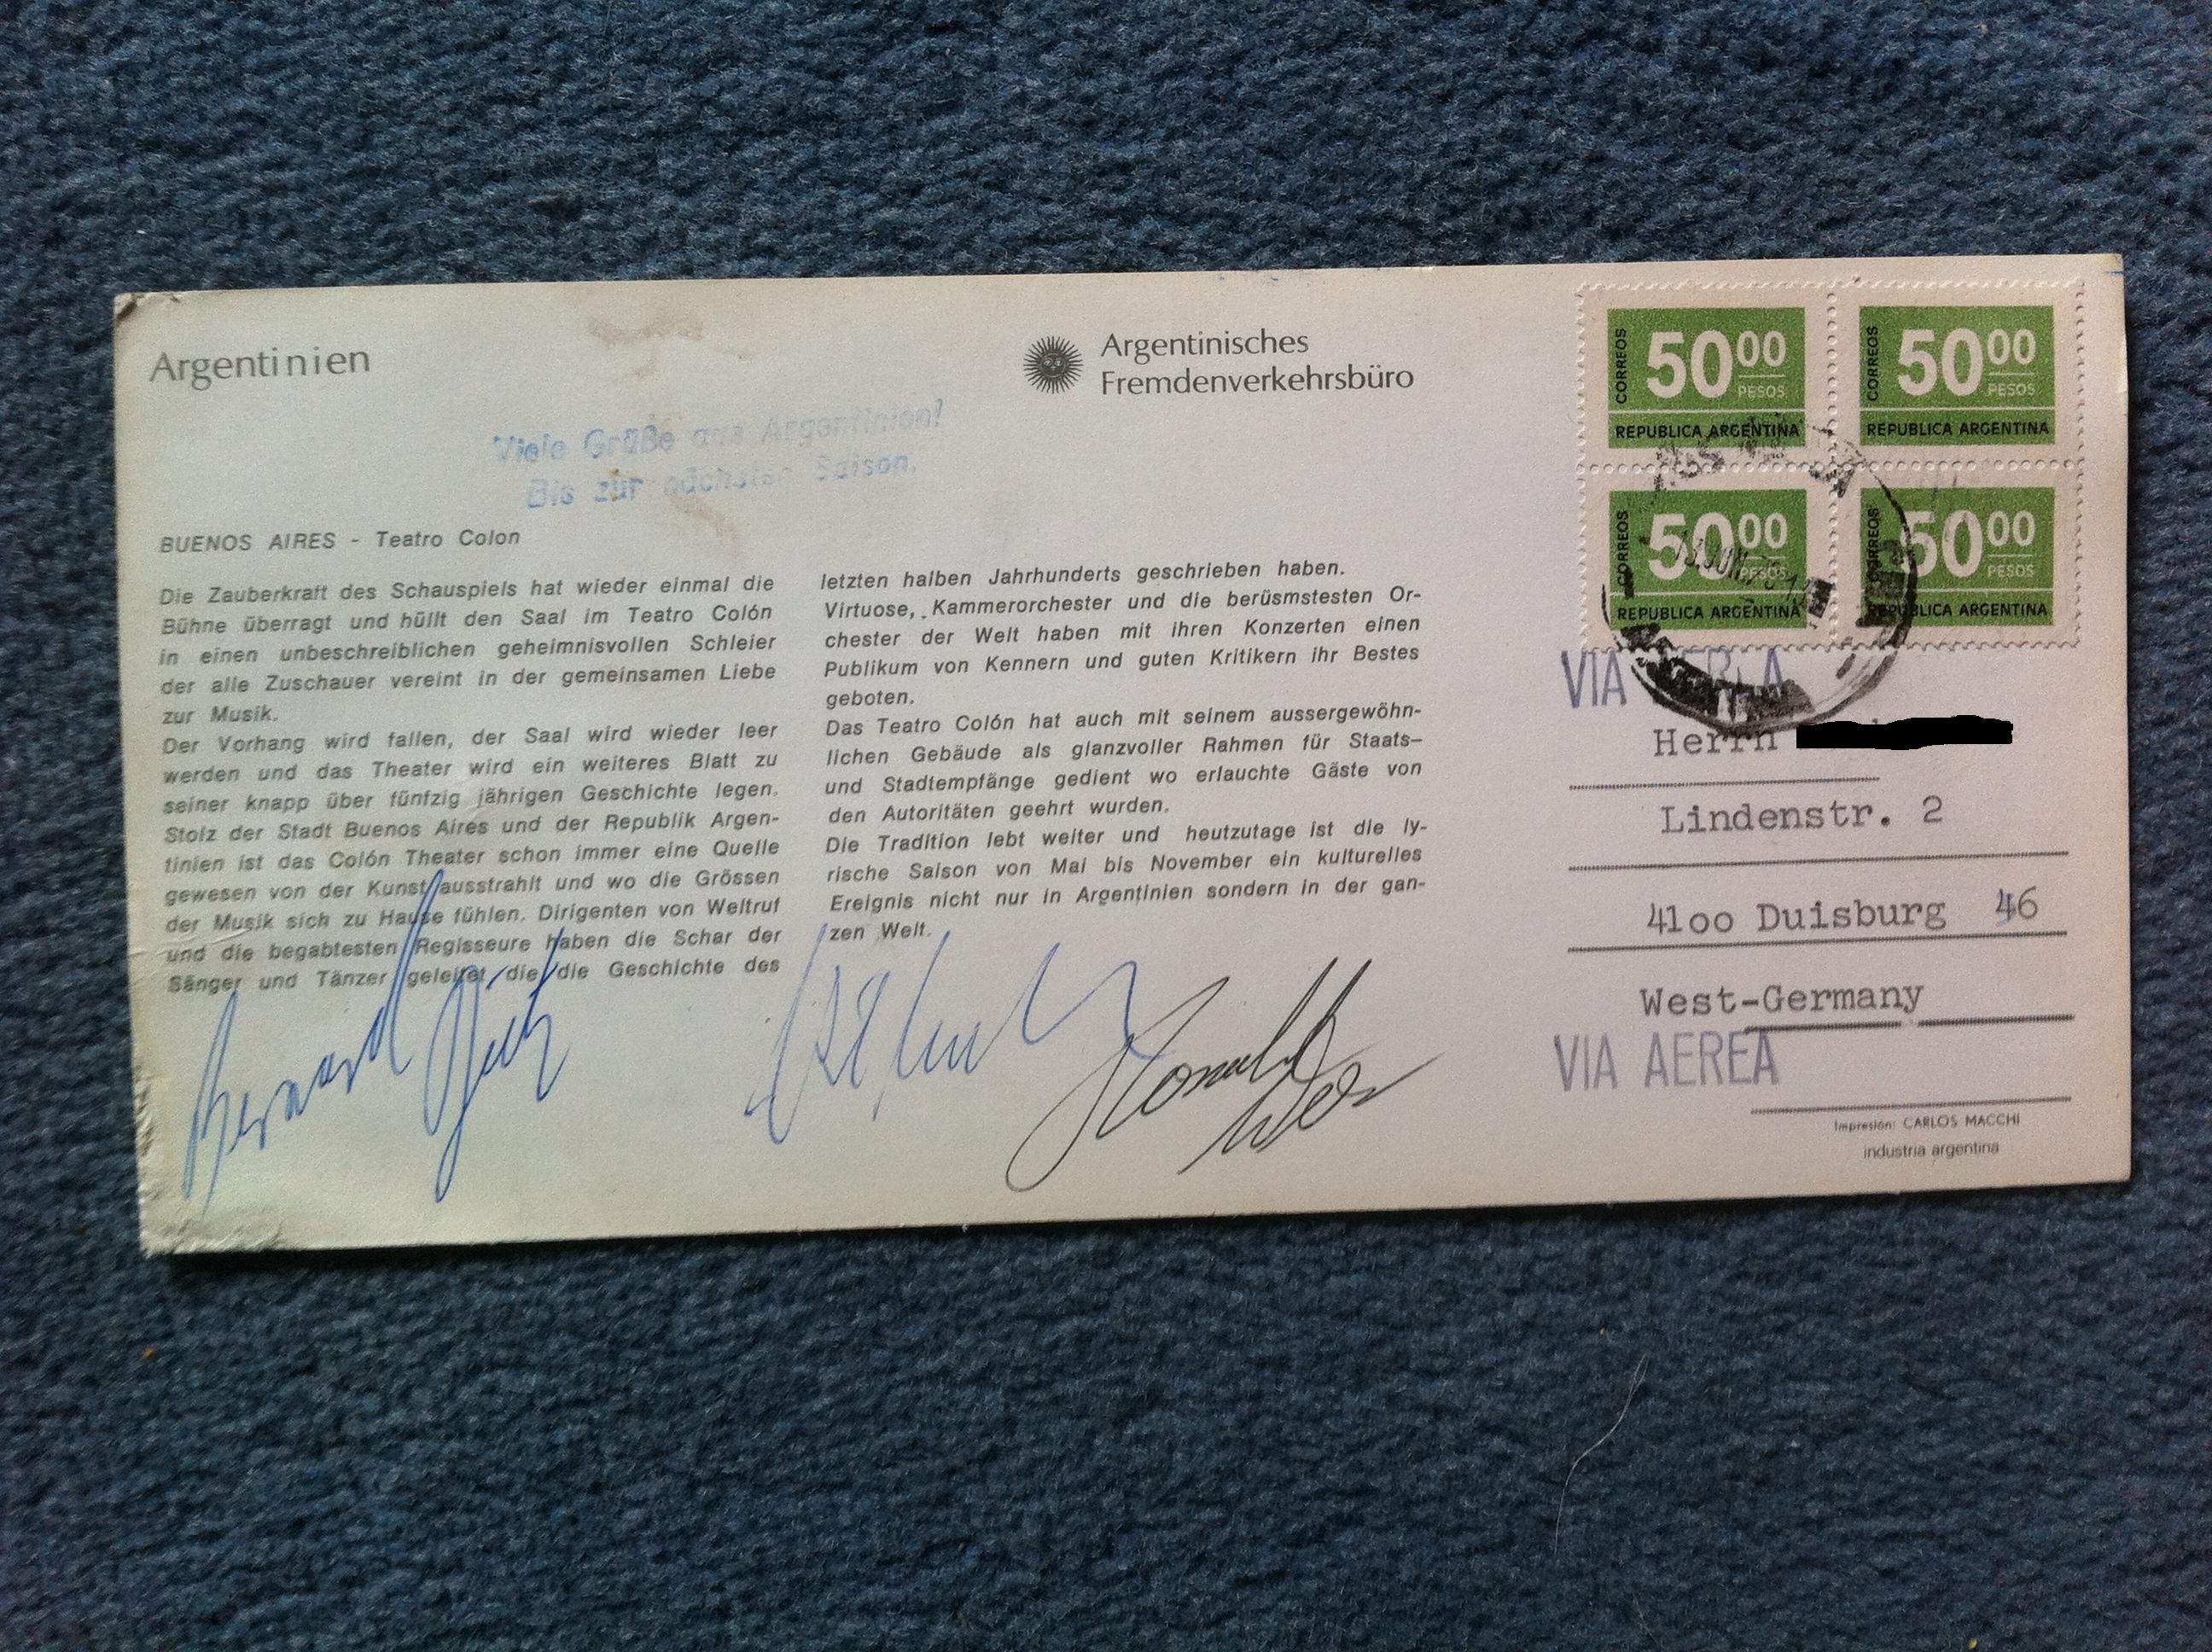 Argentinien
Argentinisches
Fremdenverkehrsbüro
Viele Grüße aus Argentinien!
Bis zur nächsten Saison.
BUENOS AIRES - Teatro Colon
Die Zauberkraft des Schauspiels hat wieder einmal die
Bühne überragt und hüllt den Saal im Teatro Colón
in einen unbeschreiblichen geheimnisvollen Schleier
der alle Zuschauer vereint in der gemeinsamen Liebe
zur Musik.
Der Vorhang wird fallen, der Saal wird wieder leer
werden und das Theater wird ein weiteres Blatt zu
seiner knapp über fünfzig jährigen Geschichte legen.
Stolz der Stadt Buenos Aires und der Republik Argen-
tinien ist das Colón Theater schon immer eine Quelle
gewesen von der Kunst ausstrahlt und wo die Grössen
der Musik sich zu Hause fühlen. Dirigenten von Weltruf
und die begabtesten Regisseure haben die Schar der
Sänger und Tänzer geleitet die die Geschichte des
letzten halben Jahrhunderts geschrieben haben.
Virtuose, Kammerorchester und die berüsmstesten Or-
chester der Welt haben mit ihren Konzerten einen
Publikum von Kennern und guten Kritikern ihr Bestes
geboten.
Das Teatro Colón hat auch mit seinem aussergewöhn-
lichen Gebäude als glanzvoller Rahmen für Staats-
und Stadtempfänge gedient wo erlauchte Gäste von
den Autoritäten geehrt wurden.
Die Tradition lebt weiter und heutzutage ist die ly-
rische Saison von Mai bis November ein kulturelles
Ereignis nicht nur in Argentinien sondern in der gan-
zen Welt.
Bernard Dietz
CORREOS 50 00 PESOS
REPUBLICA ARGENTINA
CORREOS 50 00 PESOS
REPUBLICA ARGENTINA
CORREOS 50 00 PESOS
REPUBLICA ARGENTINA
CORREOS 50 00 PESOS
REPUBLICA ARGENTINA
VIA
Herrn
Lindenstr. 2
4100 Duisburg 46
West-Germany
VIA AEREA
Impresión: CARLOS MACCHI
industria argentina